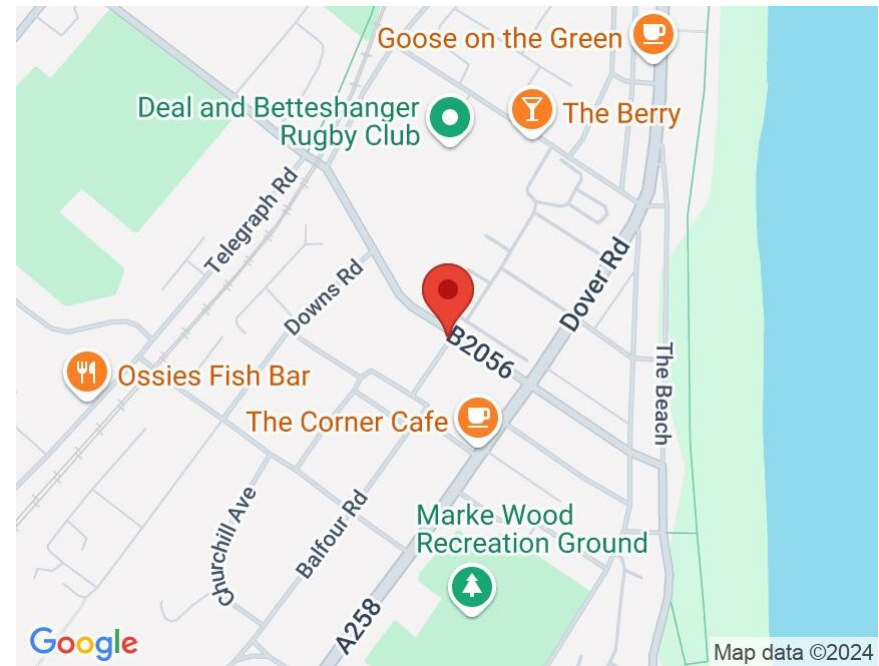 Goose on the Green
Deal and Betteshanger
Rugby Club
The Berry
Telegraph Rd
Downs Rd
Dover Rd
B2056
The Beach
Ossies Fish Bar
The Corner Cafe
Churchill Ave
Balfour Rd
Marke Wood
Recreation Ground
A258
Google
Map data ©2024